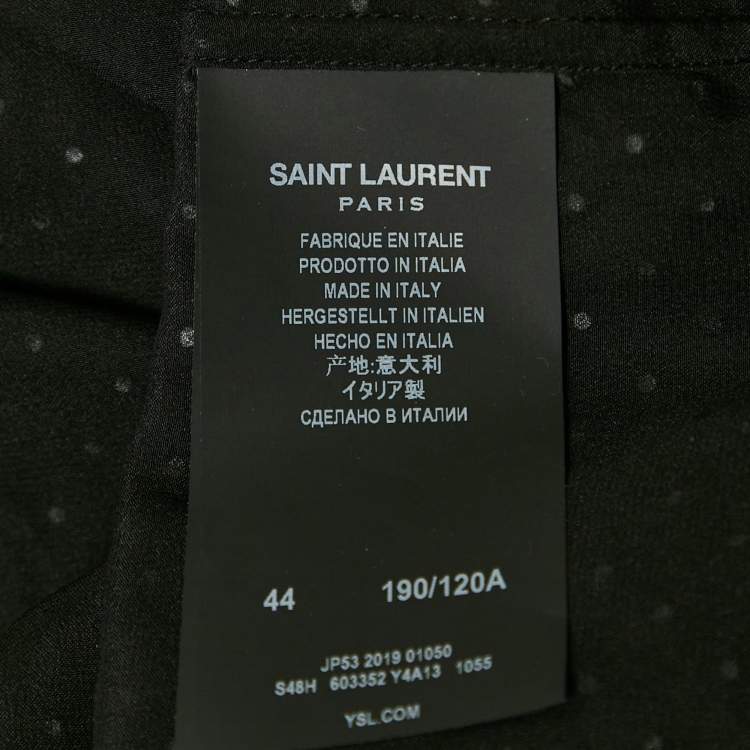 SAINT LAURENT
PARIS
FABRIQUE EN ITALIE
PRODOTTO IN ITALIA
MADE IN ITALY
HERGESTELLT IN ITALIEN
HECHO EN ITALIA
产地:意大利
イタリア製
СДЕЛАНО В ИТАЛИИ
44 190/120A
JP53 2019 01050
S48H 603352 Y4A13 1055
YSL.COM